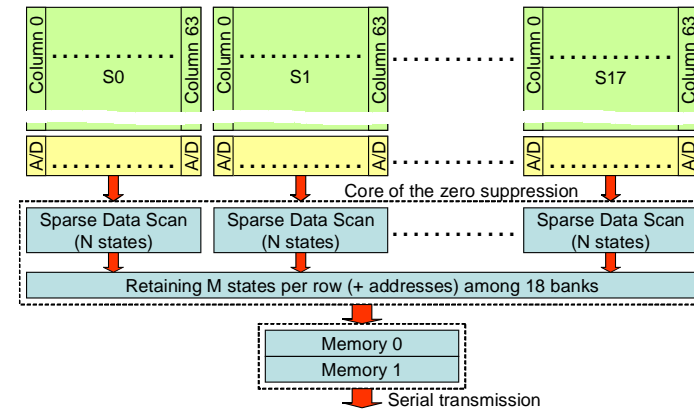 Column 0 S0 Column 63 Column 0 S1 Column 63 Column 0 S17 Column 63
A/D A/D A/D A/D A/D A/D
Core of the zero suppression
Sparse Data Scan Sparse Data Scan Sparse Data Scan
(N states) (N states) (N states)
Retaining M states per row (+ addresses) among 18 banks
Memory 0
Memory 1
Serial transmission